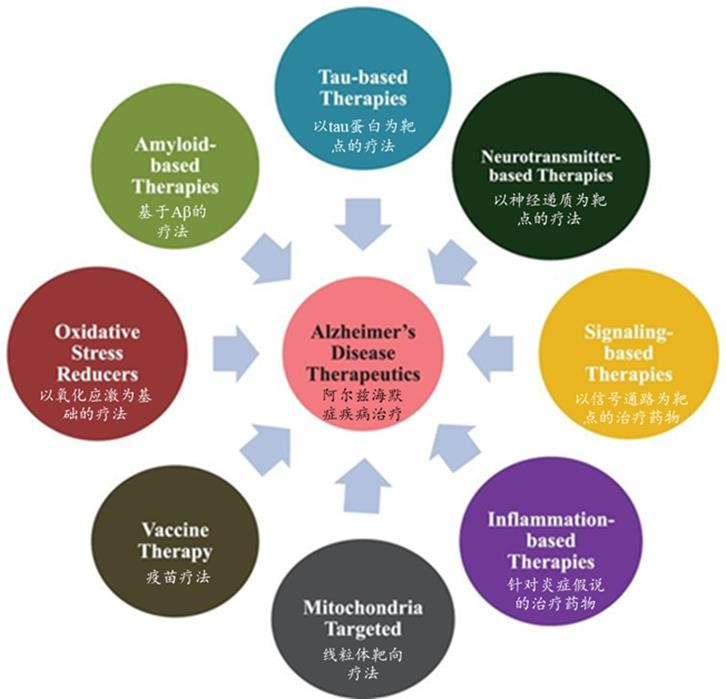 Tau-based
Therapies
以tau蛋白为靶
点的疗法
Amyloid-
based
Therapies
基于Aβ的
疗法
Neurotransmitter-
based Therapies
以神经递质为靶
点的疗法
Oxidative
Stress
Reducers
以氧化应激为基
础的疗法
Alzheimer's
Disease
Therapeutics
阿尔兹海默
症疾病治疗
Signaling-
based
Therapies
以信号通路为靶
点的治疗药物
Vaccine
Therapy
疫苗疗法
Inflammation-
based
Therapies
针对炎症假说
的治疗药物
Mitochondria
Targeted
线粒体靶向
疗法